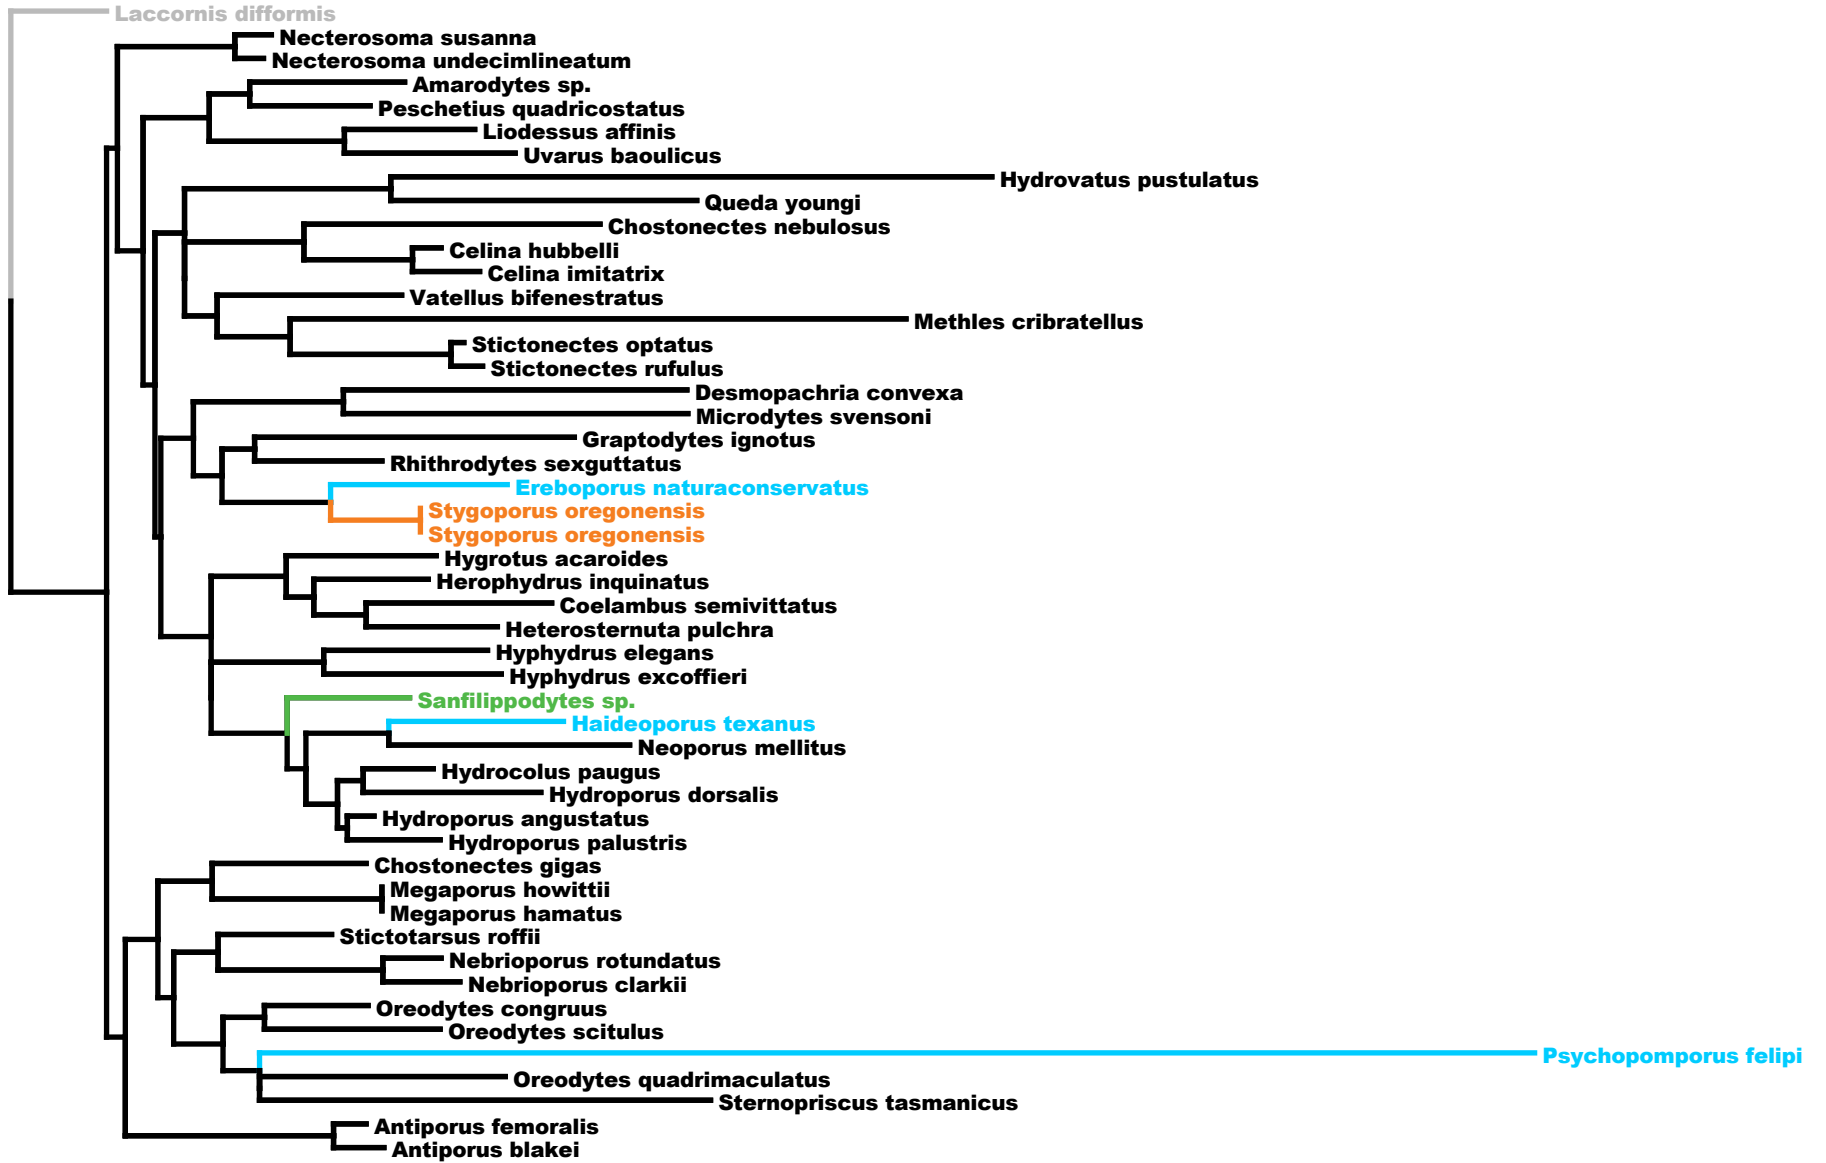 Laccornis difformis
Necterosoma susanna
Necterosoma undecimlineatum
Amarodytes sp.
Peschetius quadricostatus
Liodessus affinis
Uvarus baoulicus
Hydrovatus pustulatus
Queda youngi
Chostonectes nebulosus
Celina hubbelli
Celina imitatrix
Vatellus bifenestratus
Methles cribratellus
Stictonectes optatus
Stictonectes rufulus
Desmopachria convexa
Microdytes svensoni
Graptodytes ignotus
Rhithrodytes sexguttatus
Ereboporus naturaconservatus
Stygoporus oregonensis
Stygoporus oregonensis
Hygrotus acaroides
Herophydrus inquinatus
Coelambus semivittatus
Heterosternuta pulchra
Hyphydrus elegans
Hyphydrus excoffieri
Sanfilippodytes sp.
Haideoporus texanus
Neoporus mellitus
Hydrocolus paugus
Hydroporus dorsalis
Hydroporus angustatus
Hydroporus palustris
Chostonectes gigas
Megaporus howittii
Megaporus hamatus
Stictotarsus roffii
Nebrioporus rotundatus
Nebrioporus clarkii
Oreodytes congruus
Oreodytes scitulus
Psychopomporus felipi
Oreodytes quadrimaculatus
Sternopriscus tasmanicus
Antiporus femoralis
Antiporus blakei